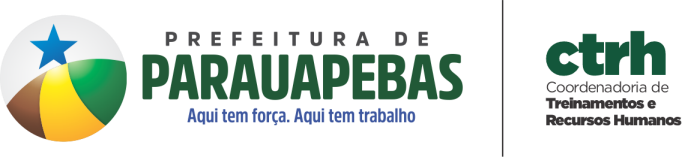 PREFEITURA DE
PARAUAPEBAS
Aqui tem força. Aqui tem trabalho
ctrh
Coordenadoria de
Treinamentos e
Recursos Humanos